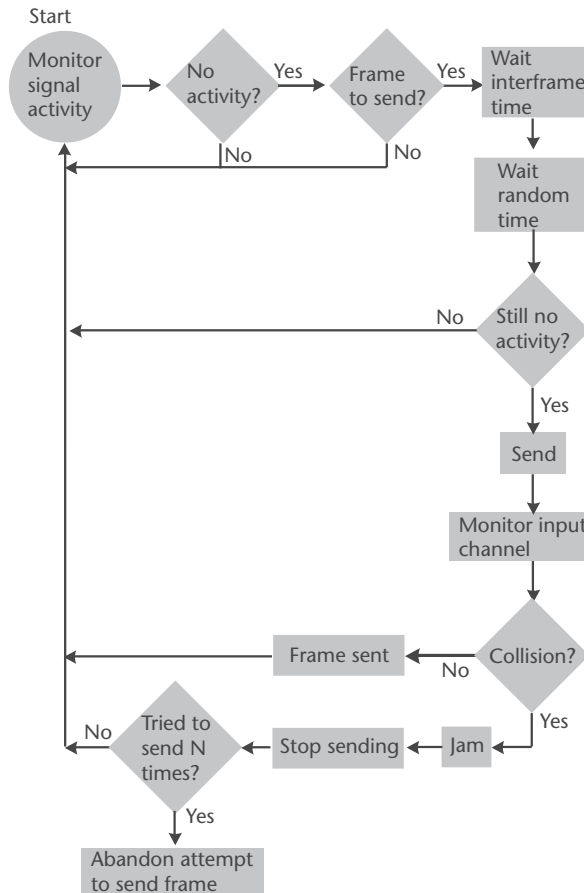 Start
Monitor
signal
activity
No
activity?
Yes
Frame
to send?
Yes
Wait
interframe
time
No
No
Wait
random
time
Still no
activity?
No
Yes
Send
Monitor input
channel
Collision?
No
Frame sent
Yes
Jam
Stop sending
Tried to
send N
times?
No
Yes
Abandon attempt
to send frame